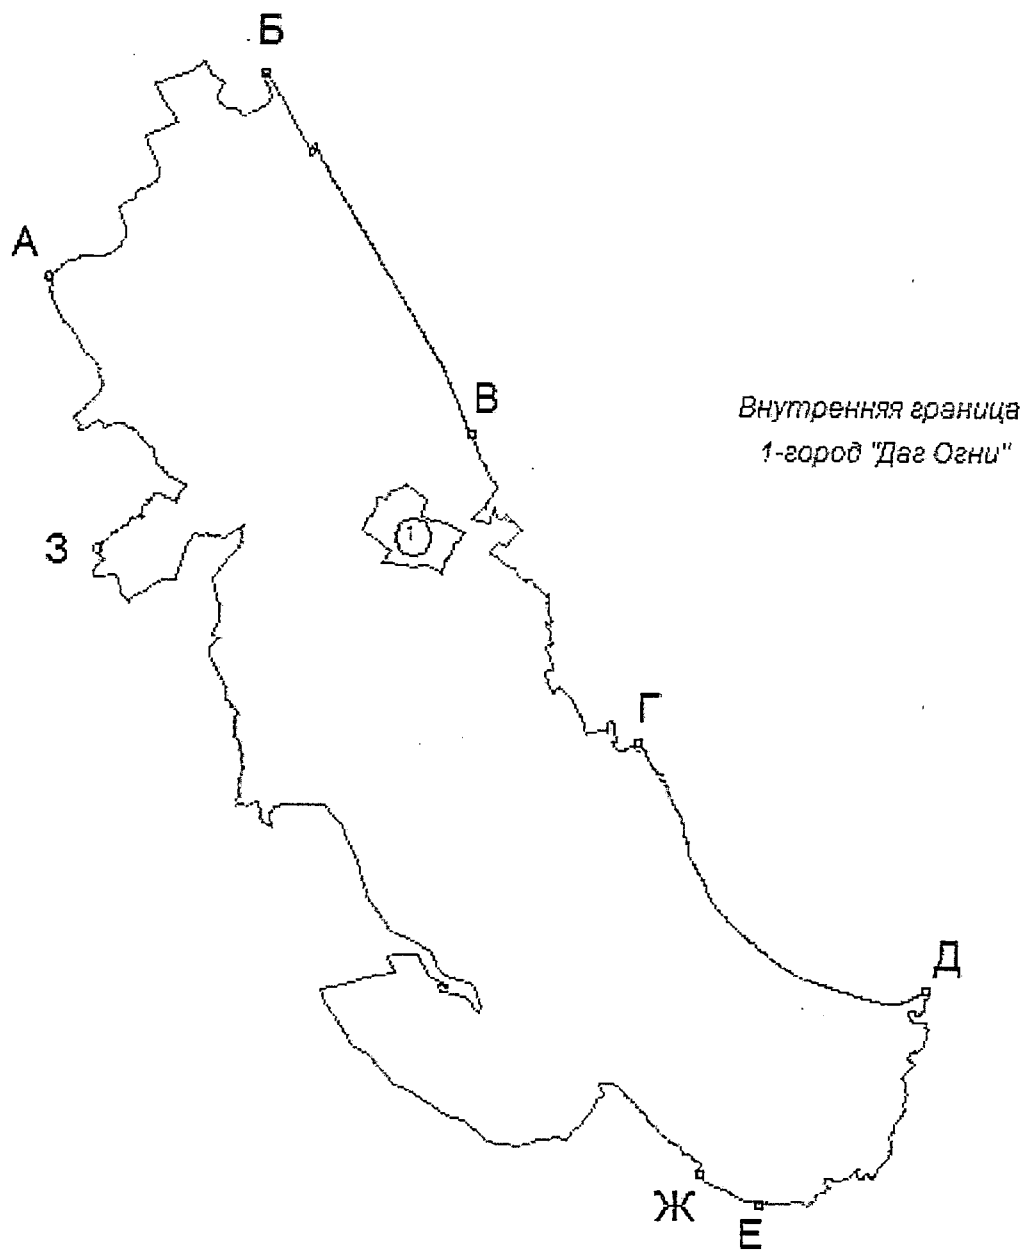 Б
А
В
Внутренняя граница
1-город "Даг Огни"
1
З
Г
Д
Ж
Е